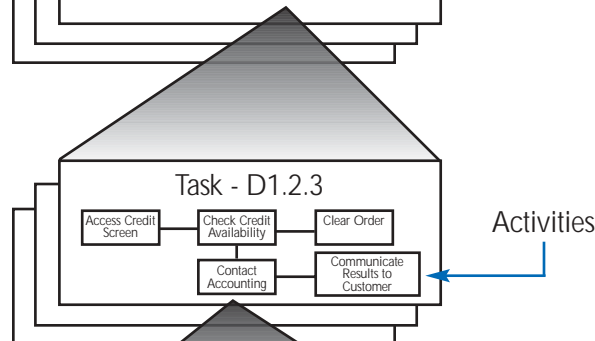 Task - D1.2.3
Access Credit
Screen
Check Credit
Availability
Clear Order
Contact
Accounting
Communicate
Results to
Customer
Activities